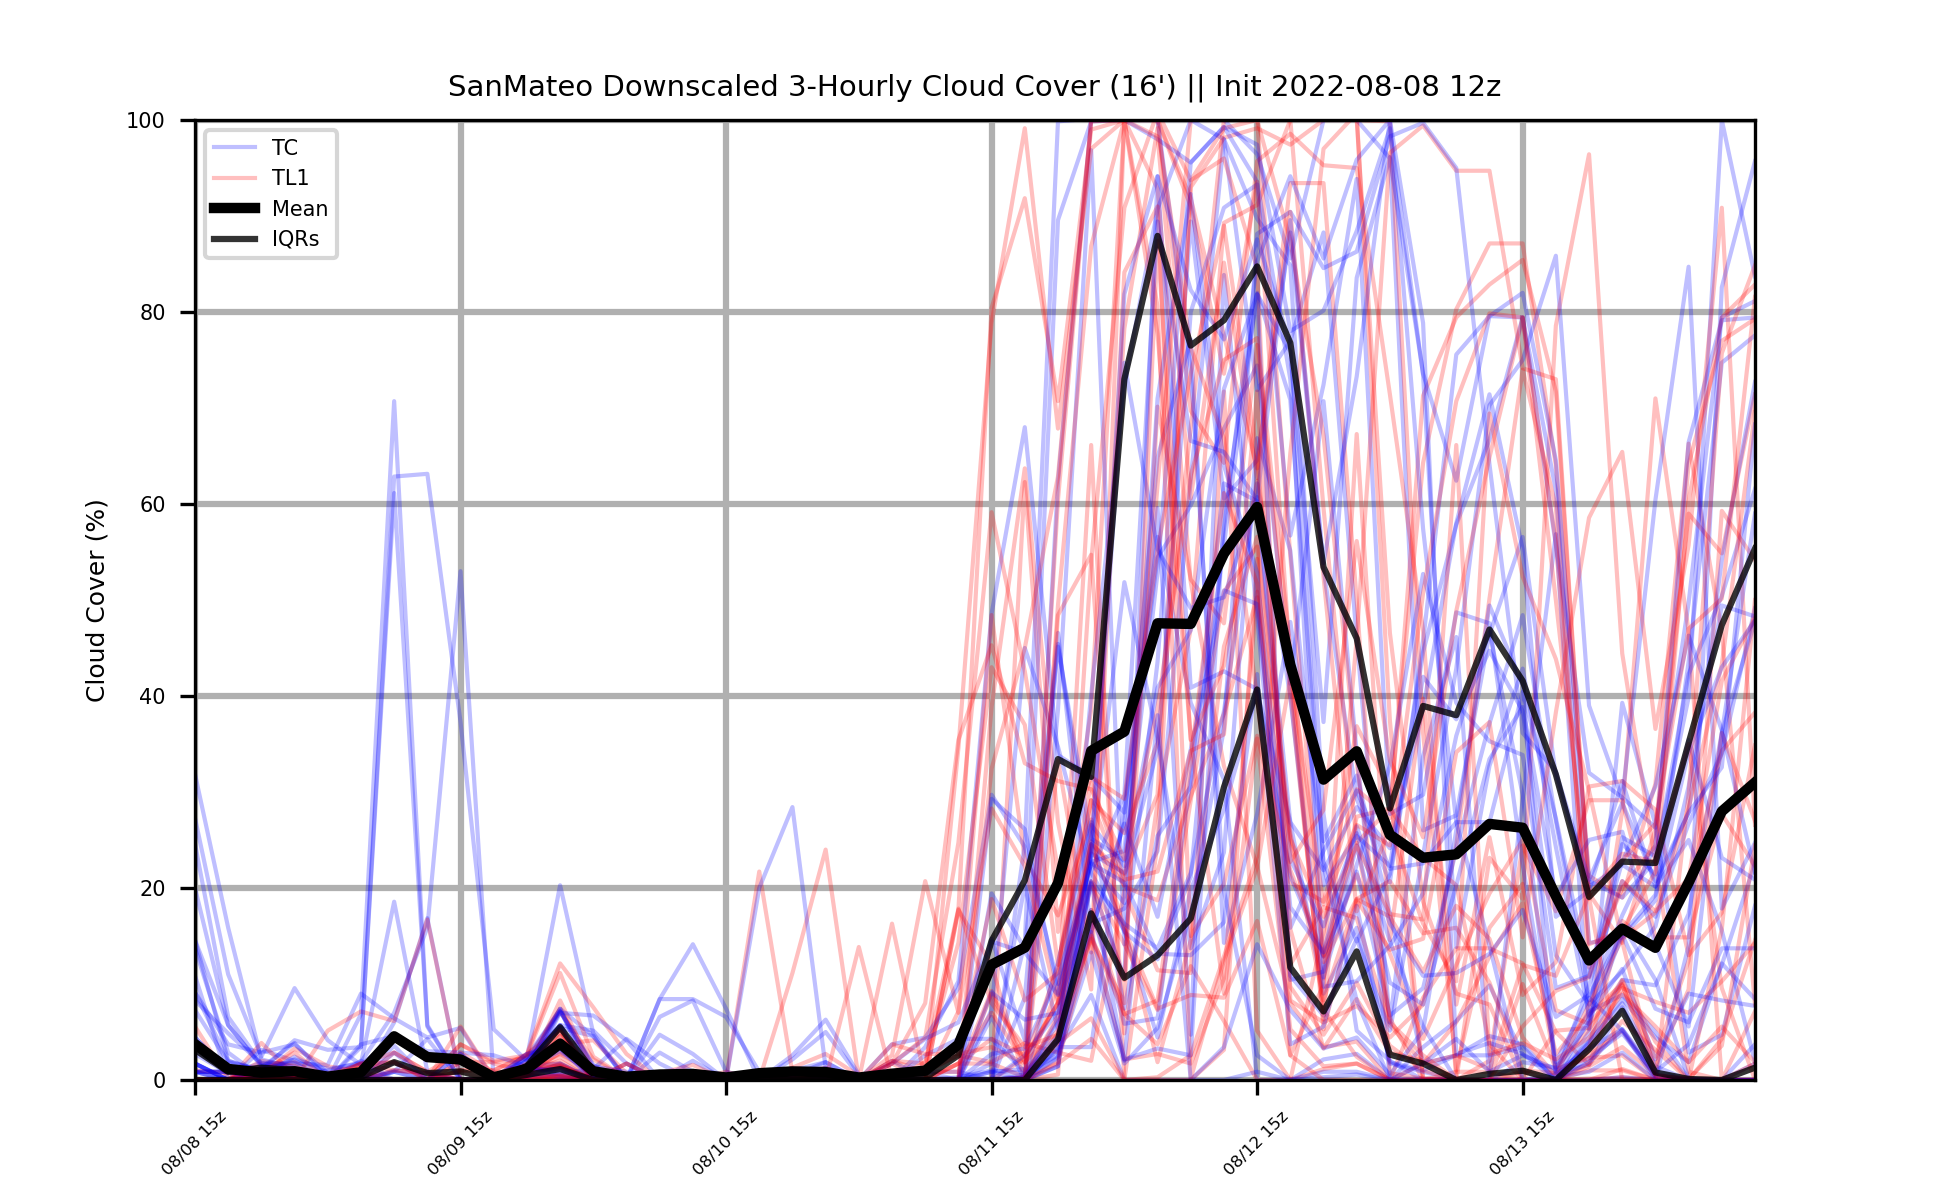 SanMateo Downscaled 3-Hourly Cloud Cover (16') || Init 2022-08-08 12z
Cloud Cover (%)
100
80
60
40
20
0
TC
TL1
Mean
IQRs
08/08 15z
08/09 15z
08/10 15z
08/11 15z
08/12 15z
08/13 15z